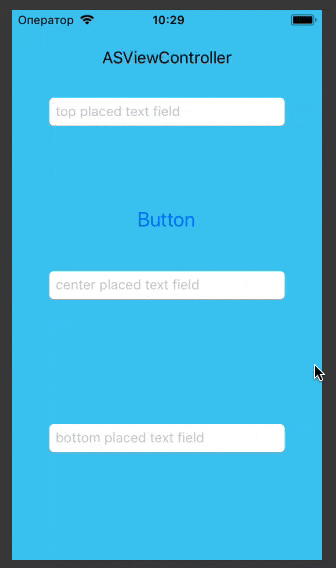 Оператор 10:29
ASViewController
top placed text field
Button
center placed text field
bottom placed text field